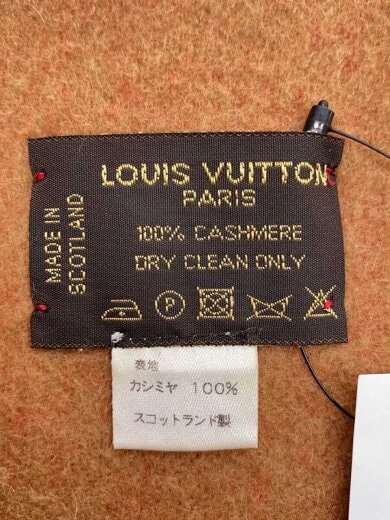 LOUIS VUITTON
PARIS
MADE IN
SCOTLAND
100% CASHMERE
DRY CLEAN ONLY
P
表地
カシミヤ 100%
スコットランド製